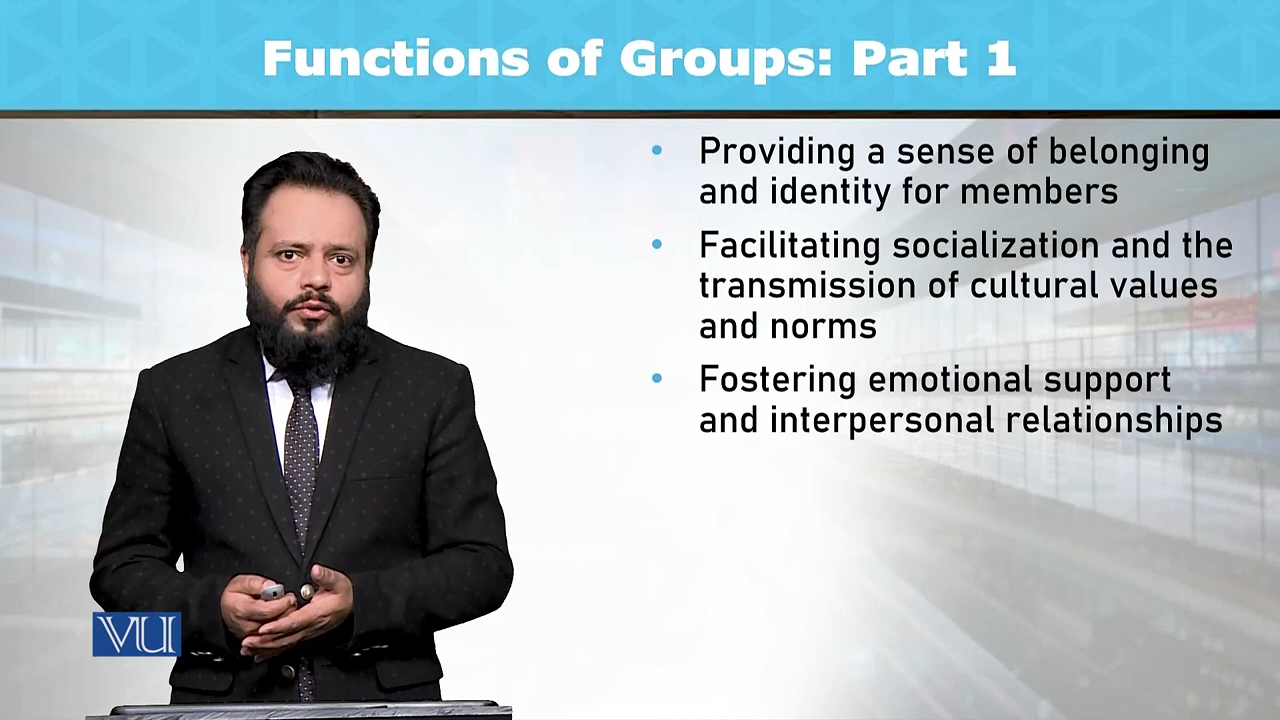 Functions of Groups: Part 1
• Providing a sense of belonging
and identity for members
• Facilitating socialization and the
transmission of cultural values
and norms
• Fostering emotional support
and interpersonal relationships
VU